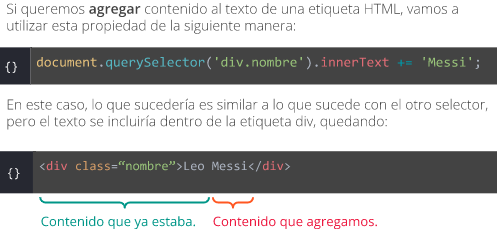 Si queremos agregar contenido al texto de una etiqueta HTML, vamos a
utilizar esta propiedad de la siguiente manera:
{} document.querySelector('div.nombre').innerText += 'Messi';
En este caso, lo que sucedería es similar a lo que sucede con el otro selector,
pero el texto se incluiría dentro de la etiqueta div, quedando:
{} <div class=“nombre”>Leo Messi</div>
Contenido que ya estaba. Contenido que agregamos.